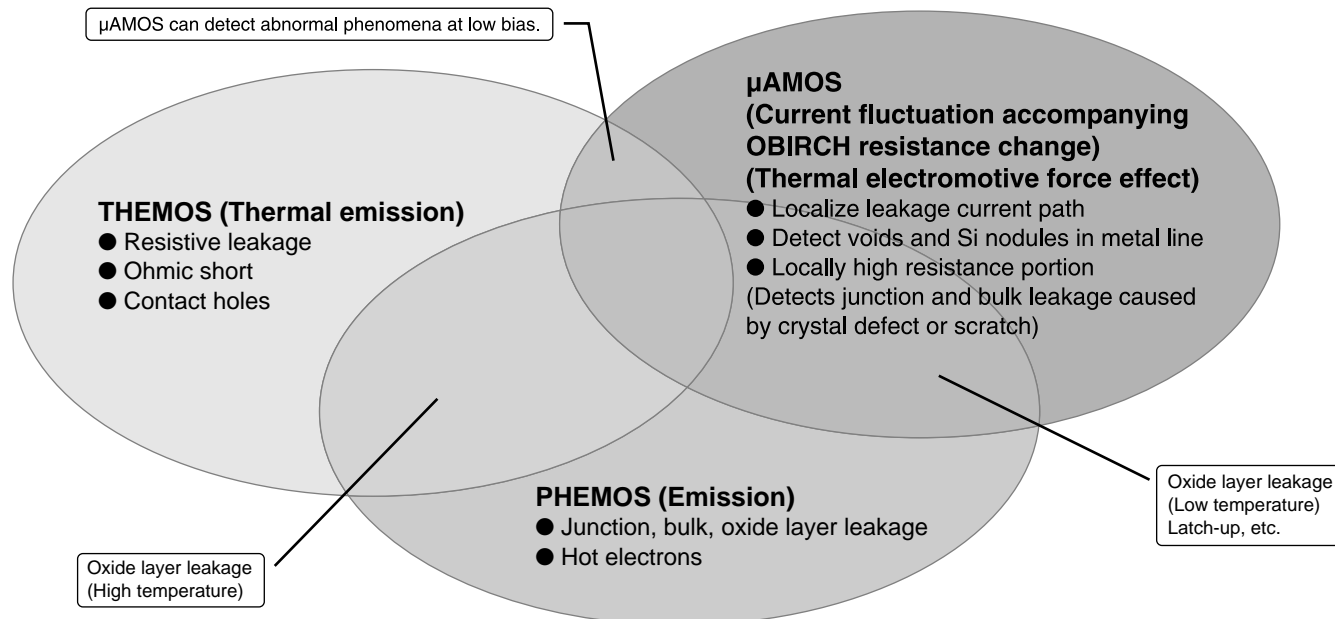 µAMOS can detect abnormal phenomena at low bias.
µAMOS
(Current fluctuation accompanying
OBIRCH resistance change)
(Thermal electromotive force effect)
● Localize leakage current path
● Detect voids and Si nodules in metal line
● Locally high resistance portion
(Detects junction and bulk leakage caused
by crystal defect or scratch)
THEMOS (Thermal emission)
● Resistive leakage
● Ohmic short
● Contact holes
PHEMOS (Emission)
● Junction, bulk, oxide layer leakage
● Hot electrons
Oxide layer leakage
(Low temperature)
Latch-up, etc.
Oxide layer leakage
(High temperature)